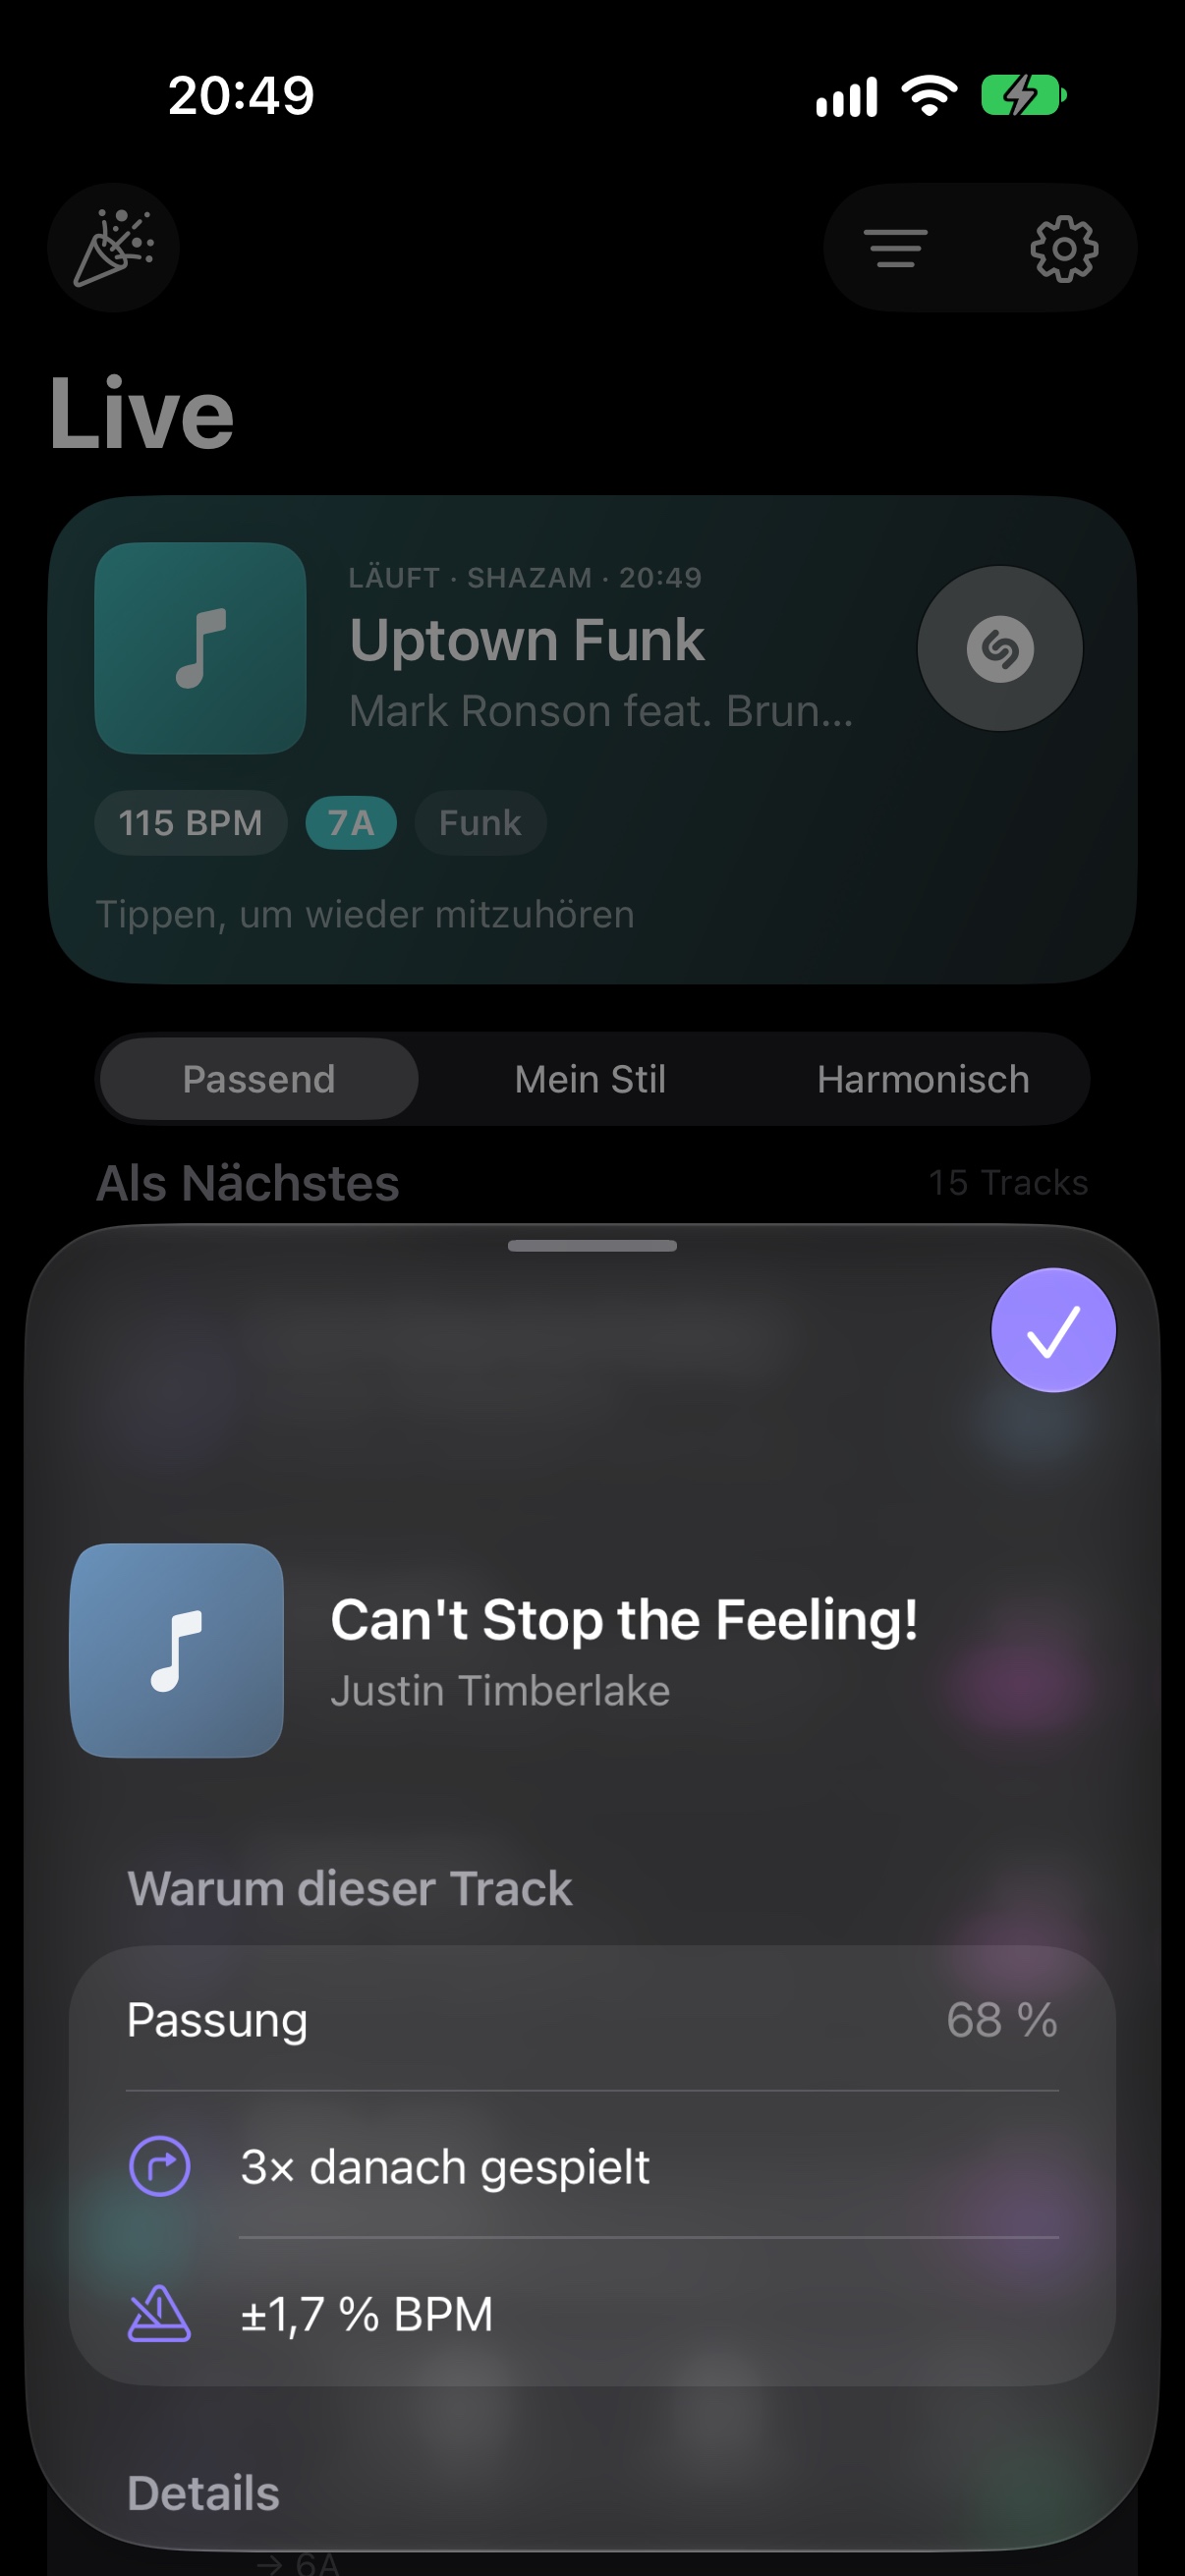 20:49
Live
LÄUFT · SHAZAM · 20:49
Uptown Funk
Mark Ronson feat. Brun...
115 BPM 7A Funk
Tippen, um wieder mitzuhören
Passend Mein Stil Harmonisch
Als Nächstes 15 Tracks
Can't Stop the Feeling!
Justin Timberlake
Warum dieser Track
Passung 68 %
3× danach gespielt
±1,7 % BPM
Details
→ 6A